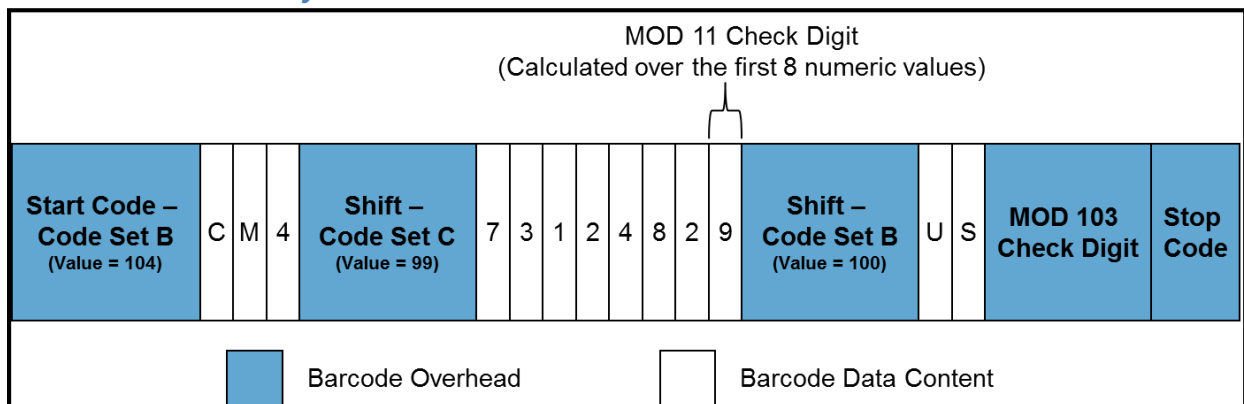 MOD 11 Check Digit
(Calculated over the first 8 numeric values)
Start Code –
Code Set B
(Value = 104)
C
M
4
Shift –
Code Set C
(Value = 99)
7
3
1
2
4
8
2
9
Shift –
Code Set B
(Value = 100)
U
S
MOD 103
Check Digit
Stop
Code
Barcode Overhead
Barcode Data Content